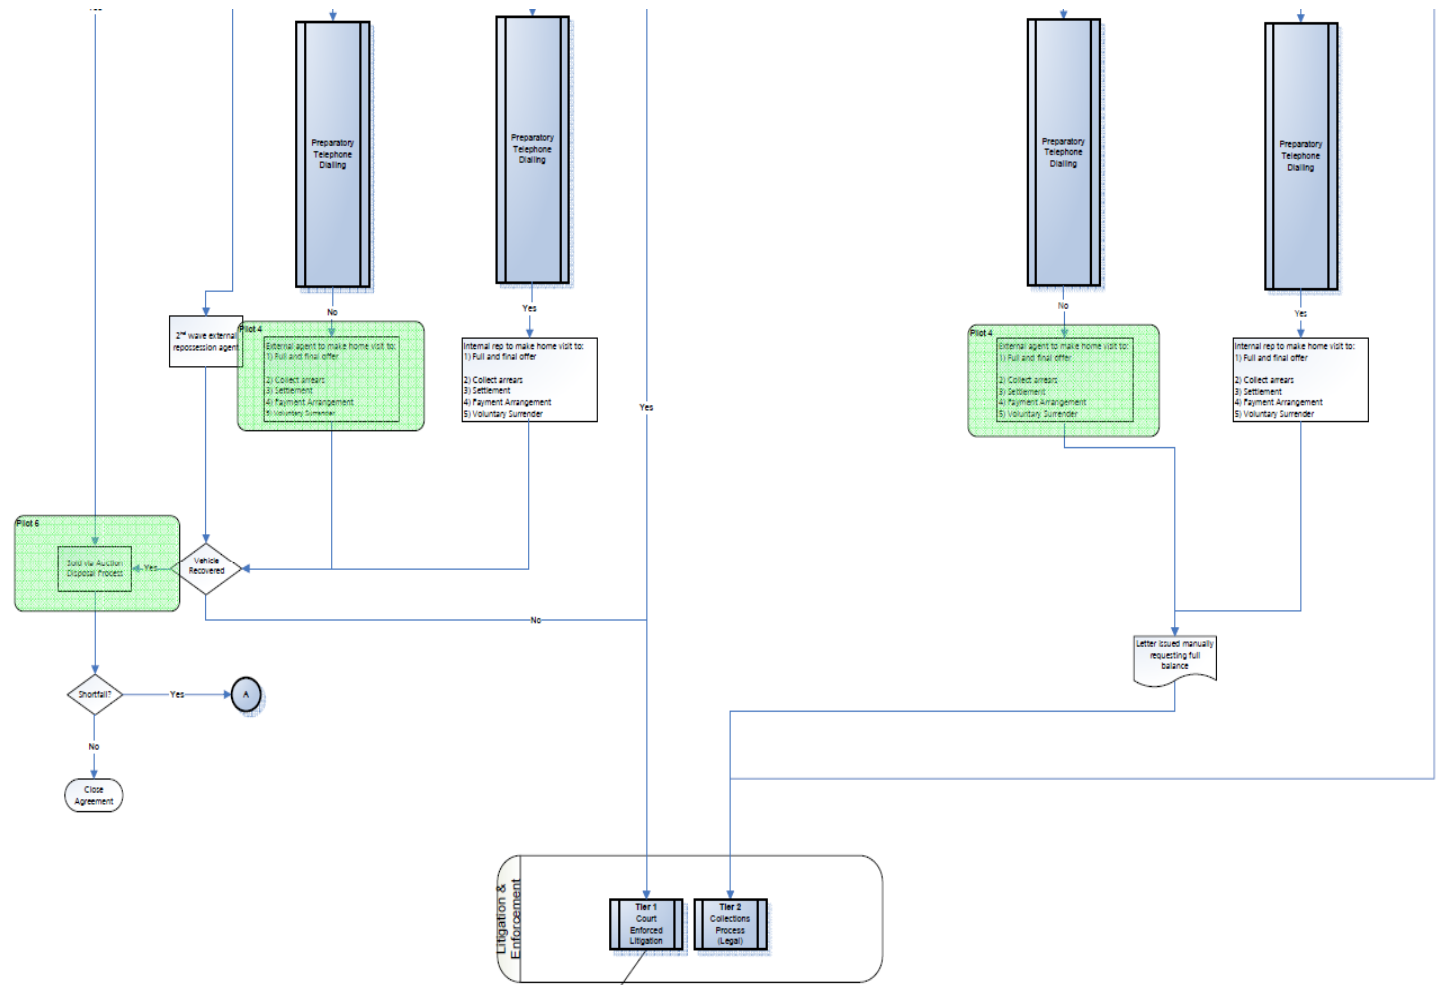 Yes
Preparatory
Telephone
Dialling
Preparatory
Telephone
Dialling
Preparatory
Telephone
Dialling
Preparatory
Telephone
Dialling
No
Yes
No
Yes
2nd wave external
repossession agent
Pilot 4
External agent to make home visit to:
1) Full and final offer
2) Collect arrears
3) Settlement
4) Payment Arrangement
5) Voluntary Surrender
Internal rep to make home visit to:
1) Full and final offer
2) Collect arrears
3) Settlement
4) Payment Arrangement
5) Voluntary Surrender
Yes
Pilot 4
External agent to make home visit to:
1) Full and final offer
2) Collect arrears
3) Settlement
4) Payment Arrangement
5) Voluntary Surrender
Internal rep to make home visit to:
1) Full and final offer
2) Collect arrears
3) Settlement
4) Payment Arrangement
5) Voluntary Surrender
Pilot 6
Sold via Auction
Disposal Process
Yes
Vehicle
Recovered
No
Letter issued manually
requesting full
balance
Shortfall?
Yes
A
No
Close
Agreement
Litigation &
Enforcement
Tier 1
Court
Enforced
Litigation
Tier 2
Collections
Process
(Legal)